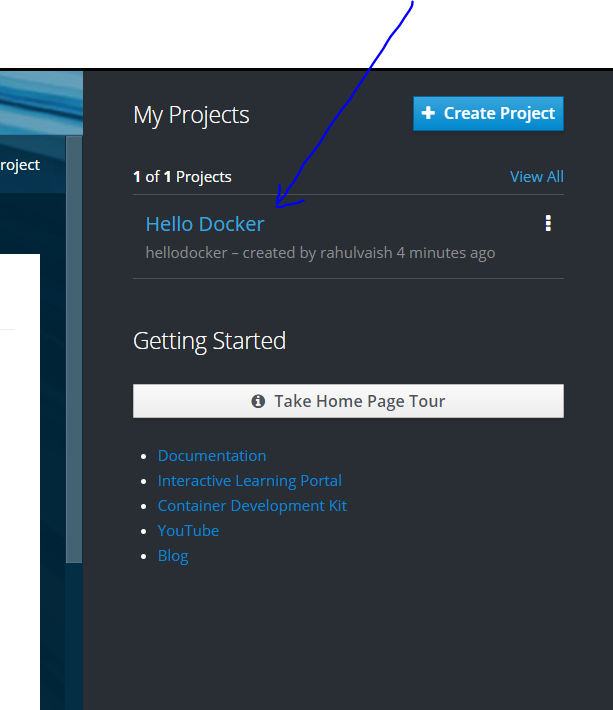 My Projects
+ Create Project
roject
1 of 1 Projects
View All
Hello Docker
hellodocker – created by rahulvaish 4 minutes ago
Getting Started
Take Home Page Tour
Documentation
Interactive Learning Portal
Container Development Kit
YouTube
Blog